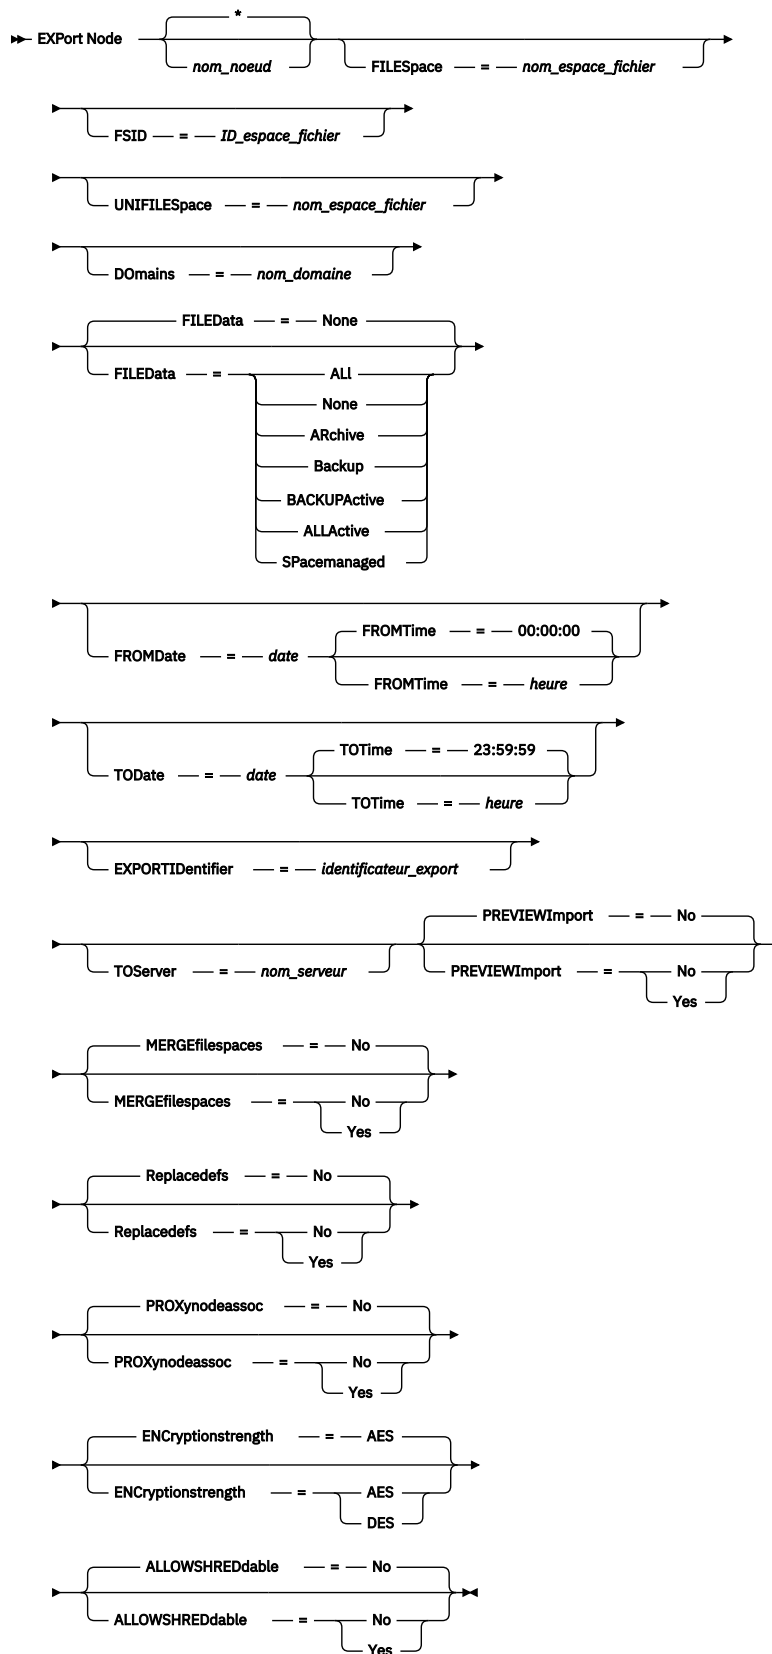 *
EXPort Node
nom_noeud
FILESpace = nom_espace_fichier
FSID = ID_espace_fichier
UNIFILESpace = nom_espace_fichier
DOmains = nom_domaine
FILEData = None
FILEData = ALl
None
ARchive
Backup
BACKUPActive
ALLActive
SPacemanaged
FROMTime = 00:00:00
FROMDate = date
FROMTime = heure
TOTime = 23:59:59
TODate = date
TOTime = heure
EXPORTIDentifier = identificateur_export
PREVIEWImport = No
TOServer = nom_serveur PREVIEWImport = No
Yes
MERGEfilespaces = No
MERGEfilespaces = No
Yes
Replacedefs = No
Replacedefs = No
Yes
PROXynodeassoc = No
PROXynodeassoc = No
Yes
ENCryptionstrength = AES
ENCryptionstrength = AES
DES
ALLOWSHREDdable = No
ALLOWSHREDdable = No
Yes